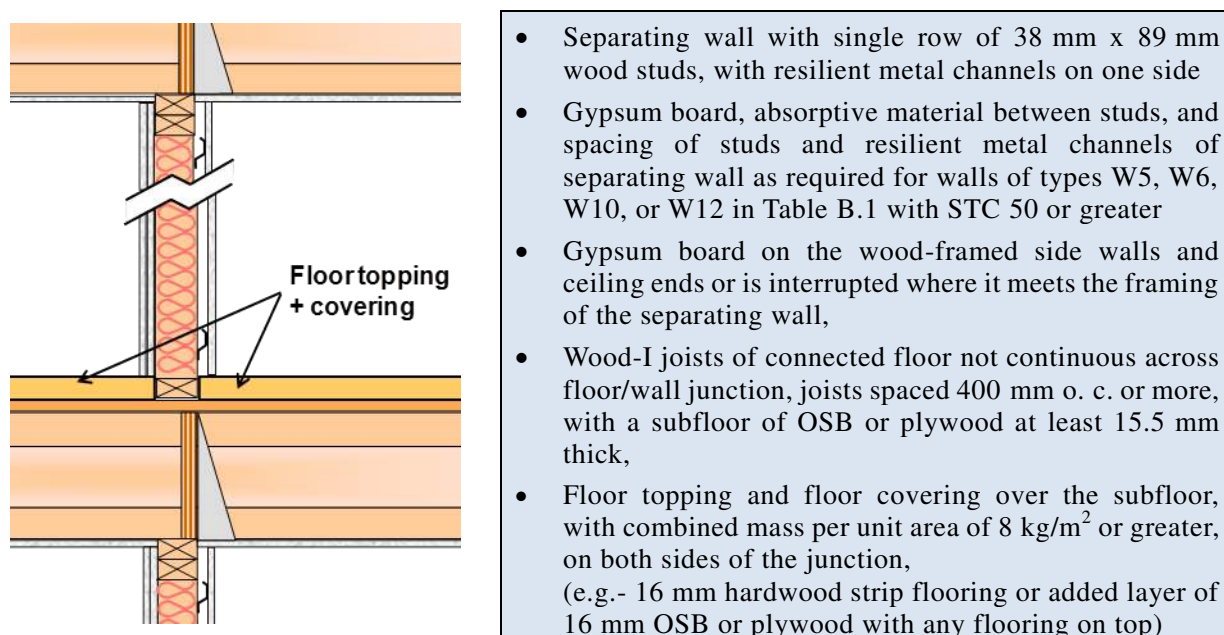 Floor topping
+ covering
• Separating wall with single row of 38 mm x 89 mm
wood studs, with resilient metal channels on one side
• Gypsum board, absorptive material between studs, and
spacing of studs and resilient metal channels of
separating wall as required for walls of types W5, W6,
W10, or W12 in Table B.1 with STC 50 or greater
• Gypsum board on the wood-framed side walls and
ceiling ends or is interrupted where it meets the framing
of the separating wall,
• Wood-I joists of connected floor not continuous across
floor/wall junction, joists spaced 400 mm o. c. or more,
with a subfloor of OSB or plywood at least 15.5 mm
thick,
• Floor topping and floor covering over the subfloor,
with combined mass per unit area of 8 kg/m² or greater,
on both sides of the junction,
(e.g.- 16 mm hardwood strip flooring or added layer of
16 mm OSB or plywood with any flooring on top)